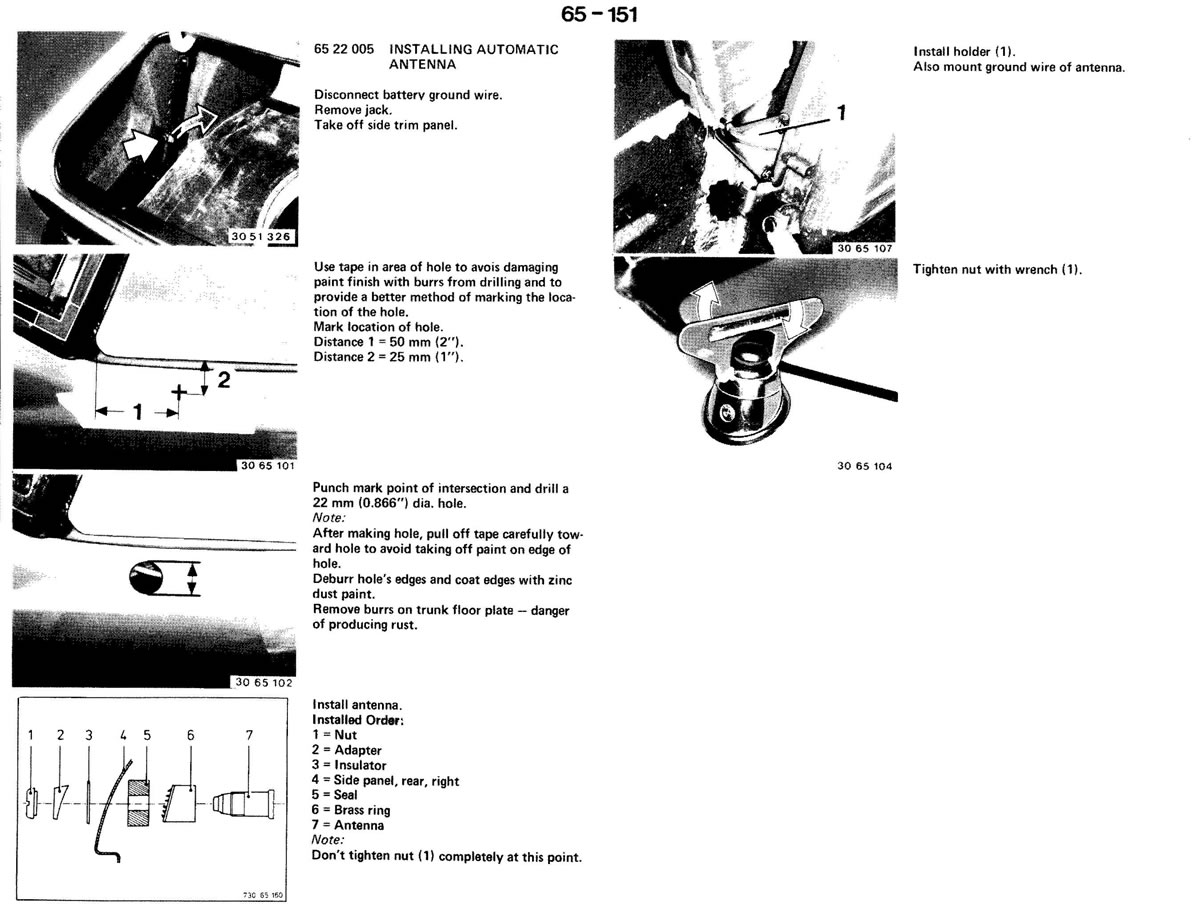 65 – 151
65 22 005 INSTALLING AUTOMATIC
ANTENNA
Disconnect battery ground wire.
Remove jack.
Take off side trim panel.
30 51 326
Use tape in area of hole to avois damaging
paint finish with burrs from drilling and to
provide a better method of marking the loca-
tion of the hole.
Mark location of hole.
Distance 1 = 50 mm (2'').
Distance 2 = 25 mm (1'').
2
1
30 65 101
Punch mark point of intersection and drill a
22 mm (0.866'') dia. hole.
Note:
After making hole, pull off tape carefully tow-
ard hole to avoid taking off paint on edge of
hole.
Deburr hole's edges and coat edges with zinc
dust paint.
Remove burrs on trunk floor plate — danger
of producing rust.
30 65 102
Install antenna.
Installed Order:
1 = Nut
2 = Adapter
3 = Insulator
4 = Side panel, rear, right
5 = Seal
6 = Brass ring
7 = Antenna
Note:
Don't tighten nut (1) completely at this point.
1 2 3 4 5 6 7
730 65 160
Install holder (1).
Also mount ground wire of antenna.
1
30 65 107
Tighten nut with wrench (1).
30 65 104